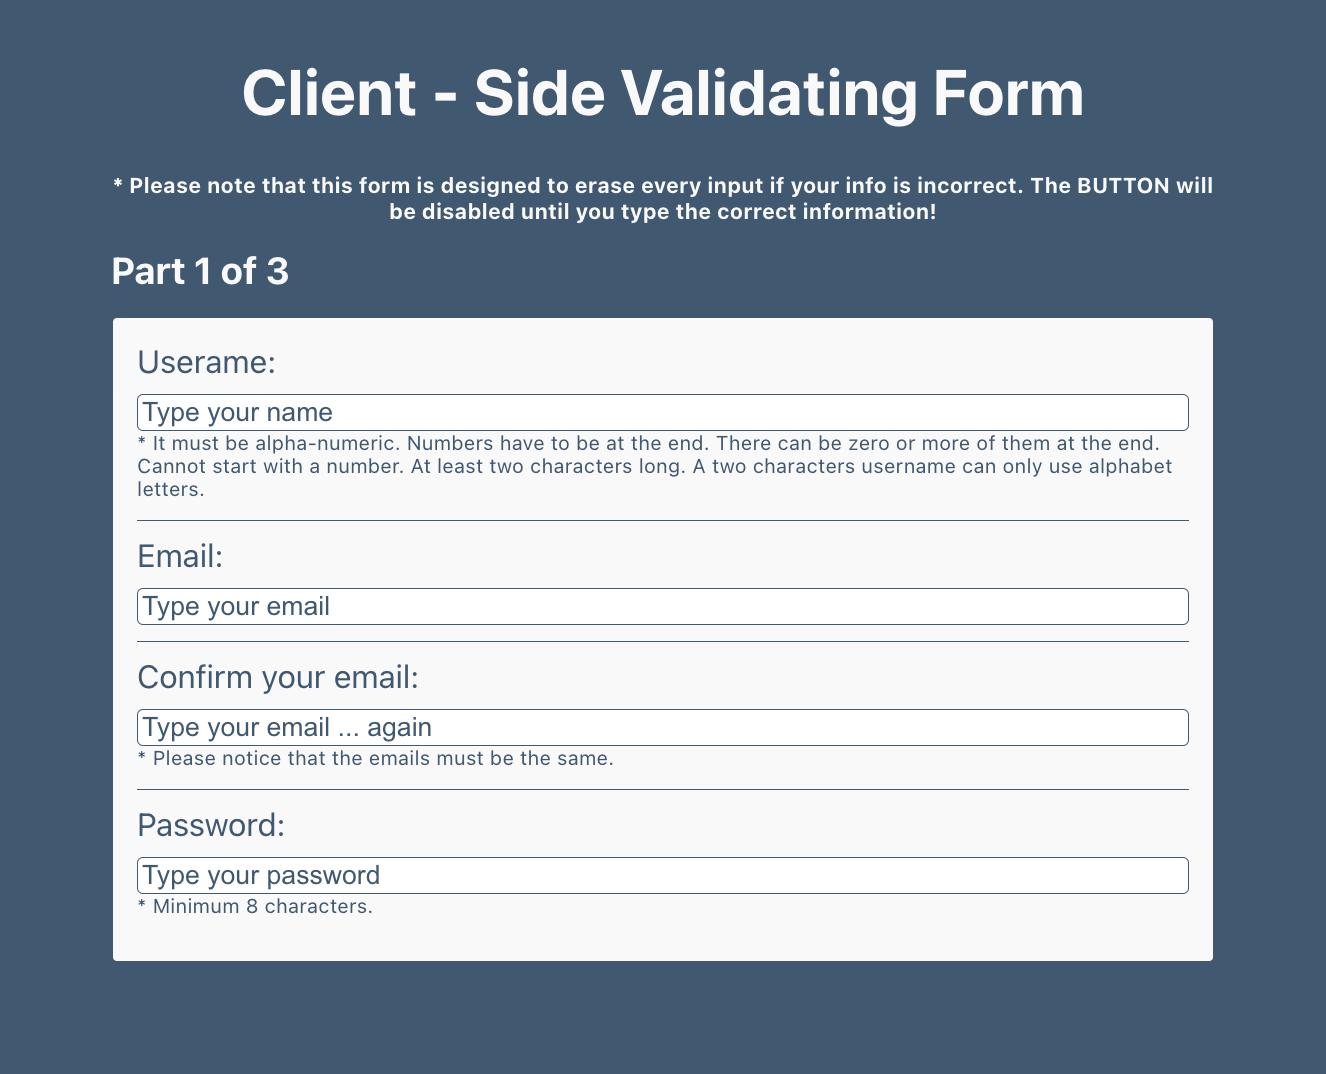 Client - Side Validating Form
* Please note that this form is designed to erase every input if your info is incorrect. The BUTTON will
be disabled until you type the correct information!
Part 1 of 3
Userame:
Type your name
* It must be alpha-numeric. Numbers have to be at the end. There can be zero or more of them at the end.
Cannot start with a number. At least two characters long. A two characters username can only use alphabet
letters.
Email:
Type your email
Confirm your email:
Type your email ... again
* Please notice that the emails must be the same.
Password:
Type your password
* Minimum 8 characters.